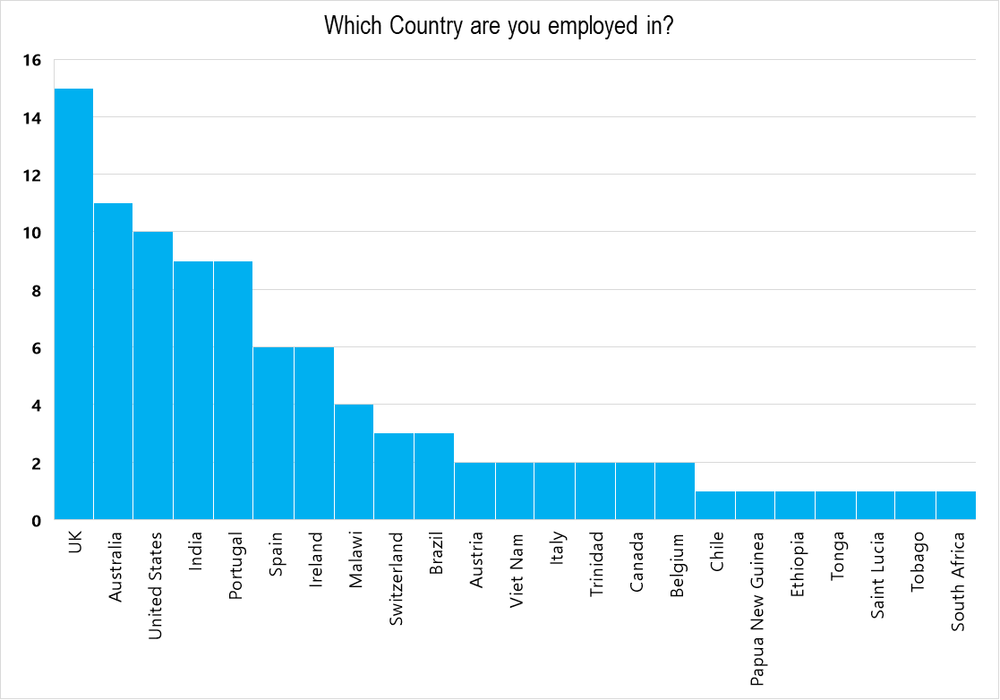 Which Country are you employed in?
16
14
12
10
8
6
4
2
0
UK
Australia
United States
India
Portugal
Spain
Ireland
Malawi
Switzerland
Brazil
Austria
Viet Nam
Italy
Trinidad
Canada
Belgium
Chile
Papua New Guinea
Ethiopia
Tonga
Saint Lucia
Tobago
South Africa